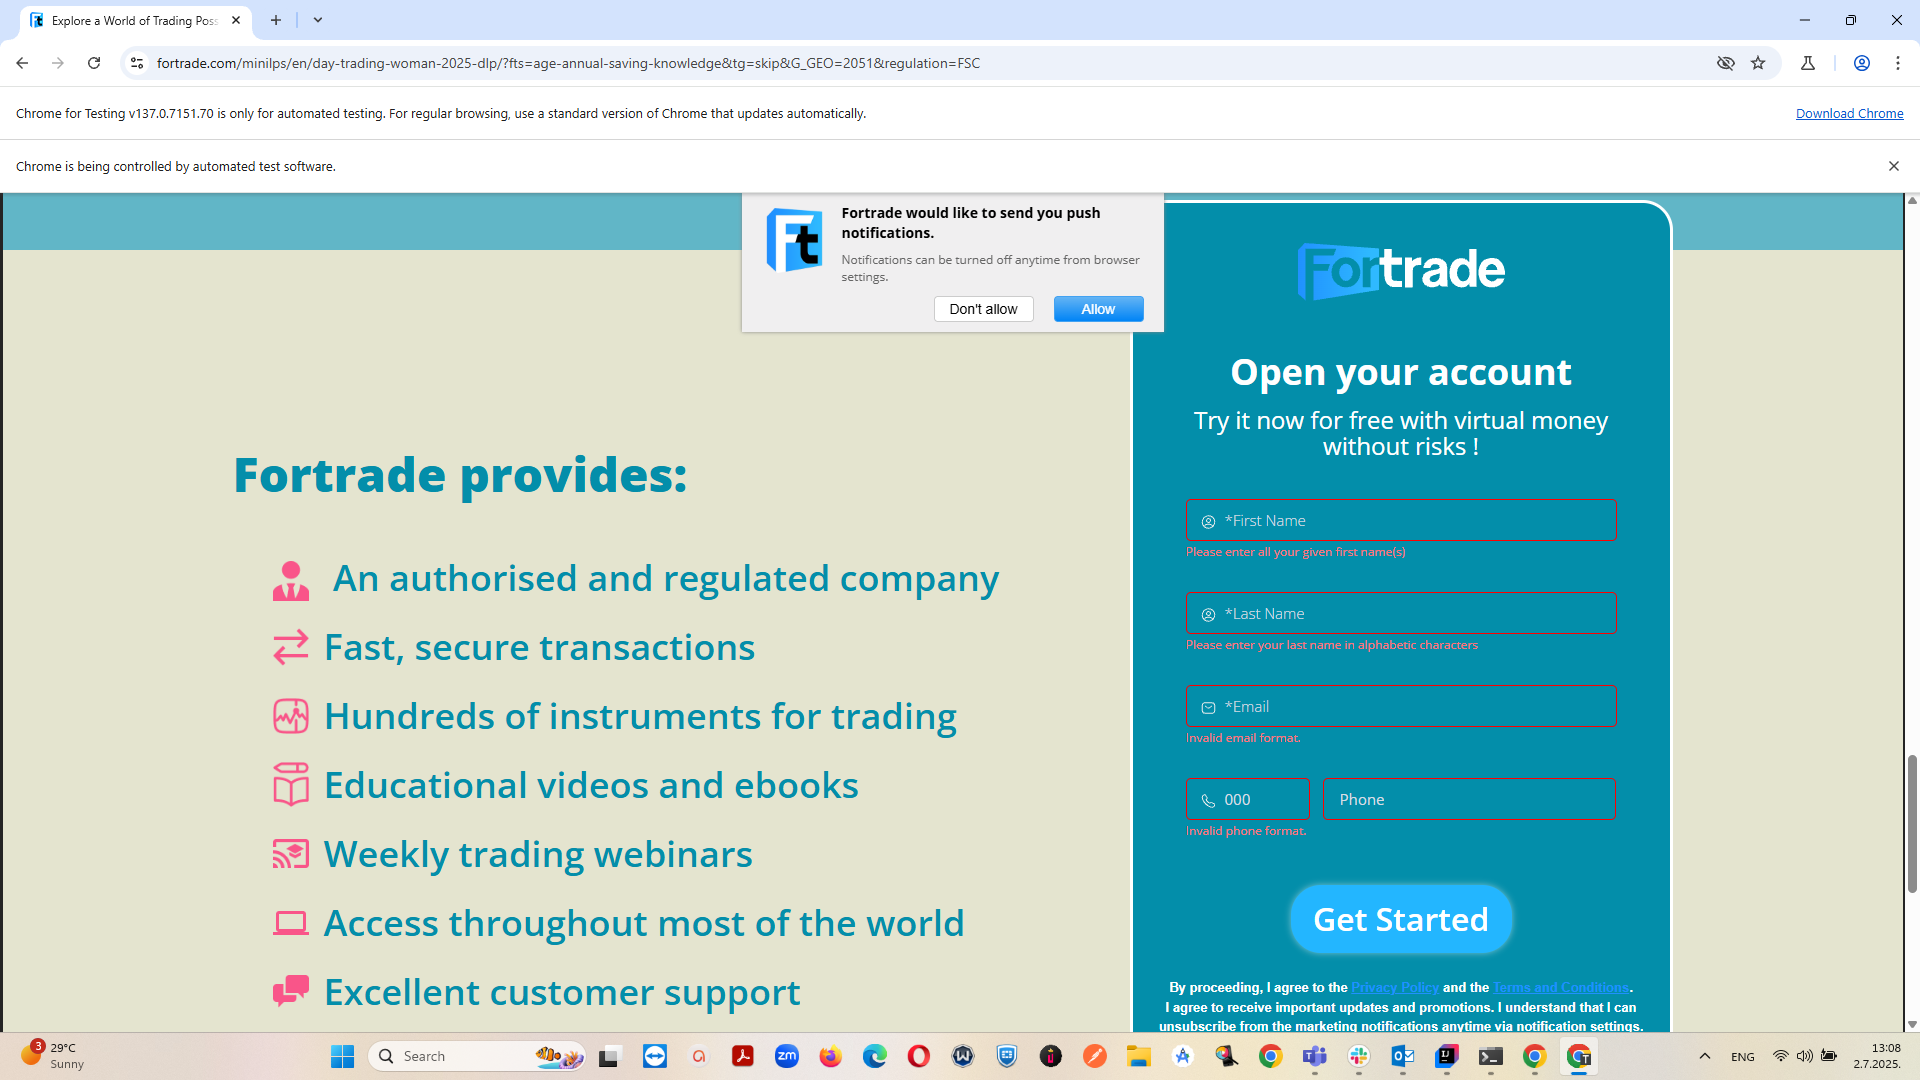 Explore a World of Trading Poss
fortrade.com/minilps/en/day-trading-woman-2025-dlp/?fts=age-annual-saving-knowledge&tg=skip&G_GEO=2051&regulation=FSC
Chrome for Testing v137.0.7151.70 is only for automated testing. For regular browsing, use a standard version of Chrome that updates automatically.
Download Chrome
Chrome is being controlled by automated test software.
Ft
Fortrade would like to send you push
notifications.
Notifications can be turned off anytime from browser
settings.
Don't allow
Allow
Fortrade provides:
An authorised and regulated company
Fast, secure transactions
Hundreds of instruments for trading
Educational videos and ebooks
Weekly trading webinars
Access throughout most of the world
Excellent customer support
Fortrade
Open your account
Try it now for free with virtual money
without risks !
*First Name
Please enter all your given first name(s)
*Last Name
Please enter your last name in alphabetic characters
*Email
Invalid email format.
000
Phone
Invalid phone format.
Get Started
By proceeding, I agree to the Privacy Policy and the Terms and Conditions.
I agree to receive important updates and promotions. I understand that I can
unsubscribe from the marketing notifications anytime via notification settings.
3
29°C
Sunny
Search
zm
ENG
13:08
2.7.2025.